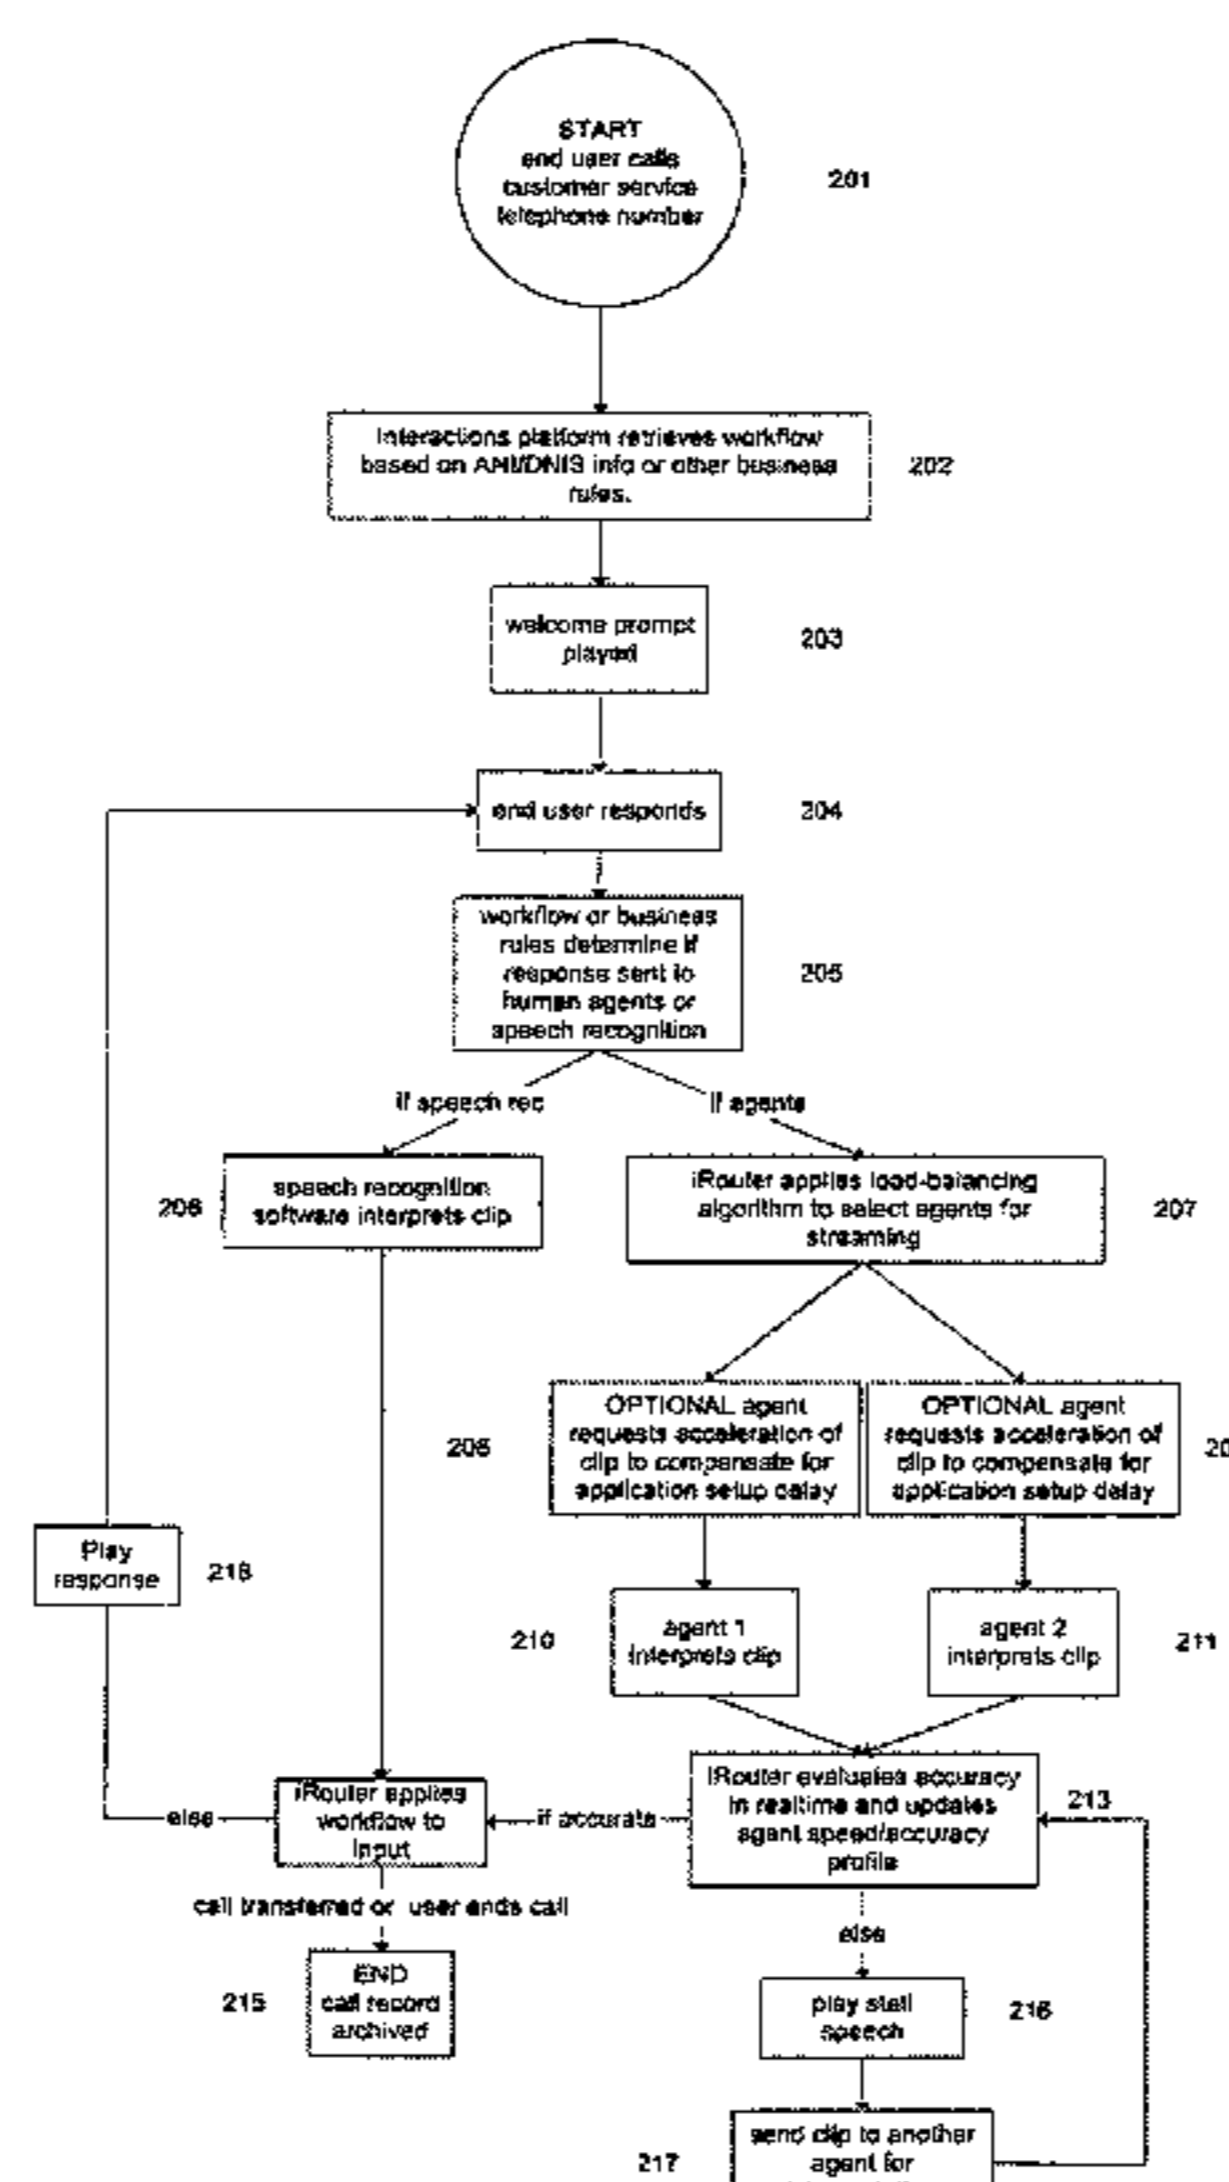 START
end user calls
customer service
telephone number
201
Interactions platform retrieves workflow
based on ANI/DNIS info or other business
rules.
202
welcome prompt
played
203
end user responds
204
workflow or business
rules determine if
response sent to
human agents or
speech recognition
205
if speech rec
if agents
206
speech recognition
software interprets clip
iRouter applies load-balancing
algorithm to select agents for
streaming
207
208
OPTIONAL agent
requests acceleration of
clip to compensate for
application setup delay
OPTIONAL agent
requests acceleration of
clip to compensate for
application setup delay
20
Play
response
218
210
agent 1
interprets clip
agent 2
interprets clip
211
iRouter applies
workflow to
input
else
if accurate
iRouter evaluates accuracy
in realtime and updates
agent speed/accuracy
profile
213
call transferred or user ends call
else
215
END
call record
archived
play stall
speech
216
217
send clip to another
agent for